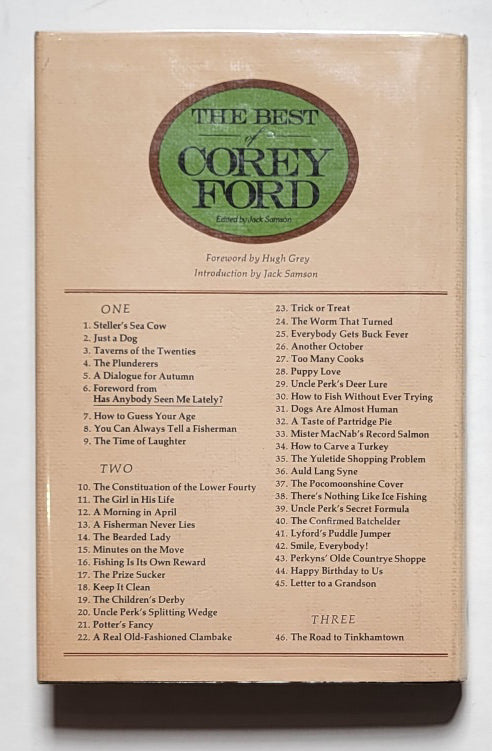 THE BEST
of
COREY
FORD
Edited by Jack Samson
Foreword by Hugh Grey
Introduction by Jack Samson
ONE
1. Steller's Sea Cow
2. Just a Dog
3. Taverns of the Twenties
4. The Plunderers
5. A Dialogue for Autumn
6. Foreword from
Has Anybody Seen Me Lately?
7. How to Guess Your Age
8. You Can Always Tell a Fisherman
9. The Time of Laughter
TWO
10. The Constituation of the Lower Fourty
11. The Girl in His Life
12. A Morning in April
13. A Fisherman Never Lies
14. The Bearded Lady
15. Minutes on the Move
16. Fishing Is Its Own Reward
17. The Prize Sucker
18. Keep It Clean
19. The Children's Derby
20. Uncle Perk's Splitting Wedge
21. Potter's Fancy
22. A Real Old-Fashioned Clambake
23. Trick or Treat
24. The Worm That Turned
25. Everybody Gets Buck Fever
26. Another October
27. Too Many Cooks
28. Puppy Love
29. Uncle Perk's Deer Lure
30. How to Fish Without Ever Trying
31. Dogs Are Almost Human
32. A Taste of Partridge Pie
33. Mister MacNab's Record Salmon
34. How to Carve a Turkey
35. The Yuletide Shopping Problem
36. Auld Lang Syne
37. The Pocomoonshine Cover
38. There's Nothing Like Ice Fishing
39. Uncle Perk's Secret Formula
40. The Confirmed Batchelder
41. Lyford's Puddle Jumper
42. Smile, Everybody!
43. Perkyns' Olde Countrye Shoppe
44. Happy Birthday to Us
45. Letter to a Grandson
THREE
46. The Road to Tinkhamtown